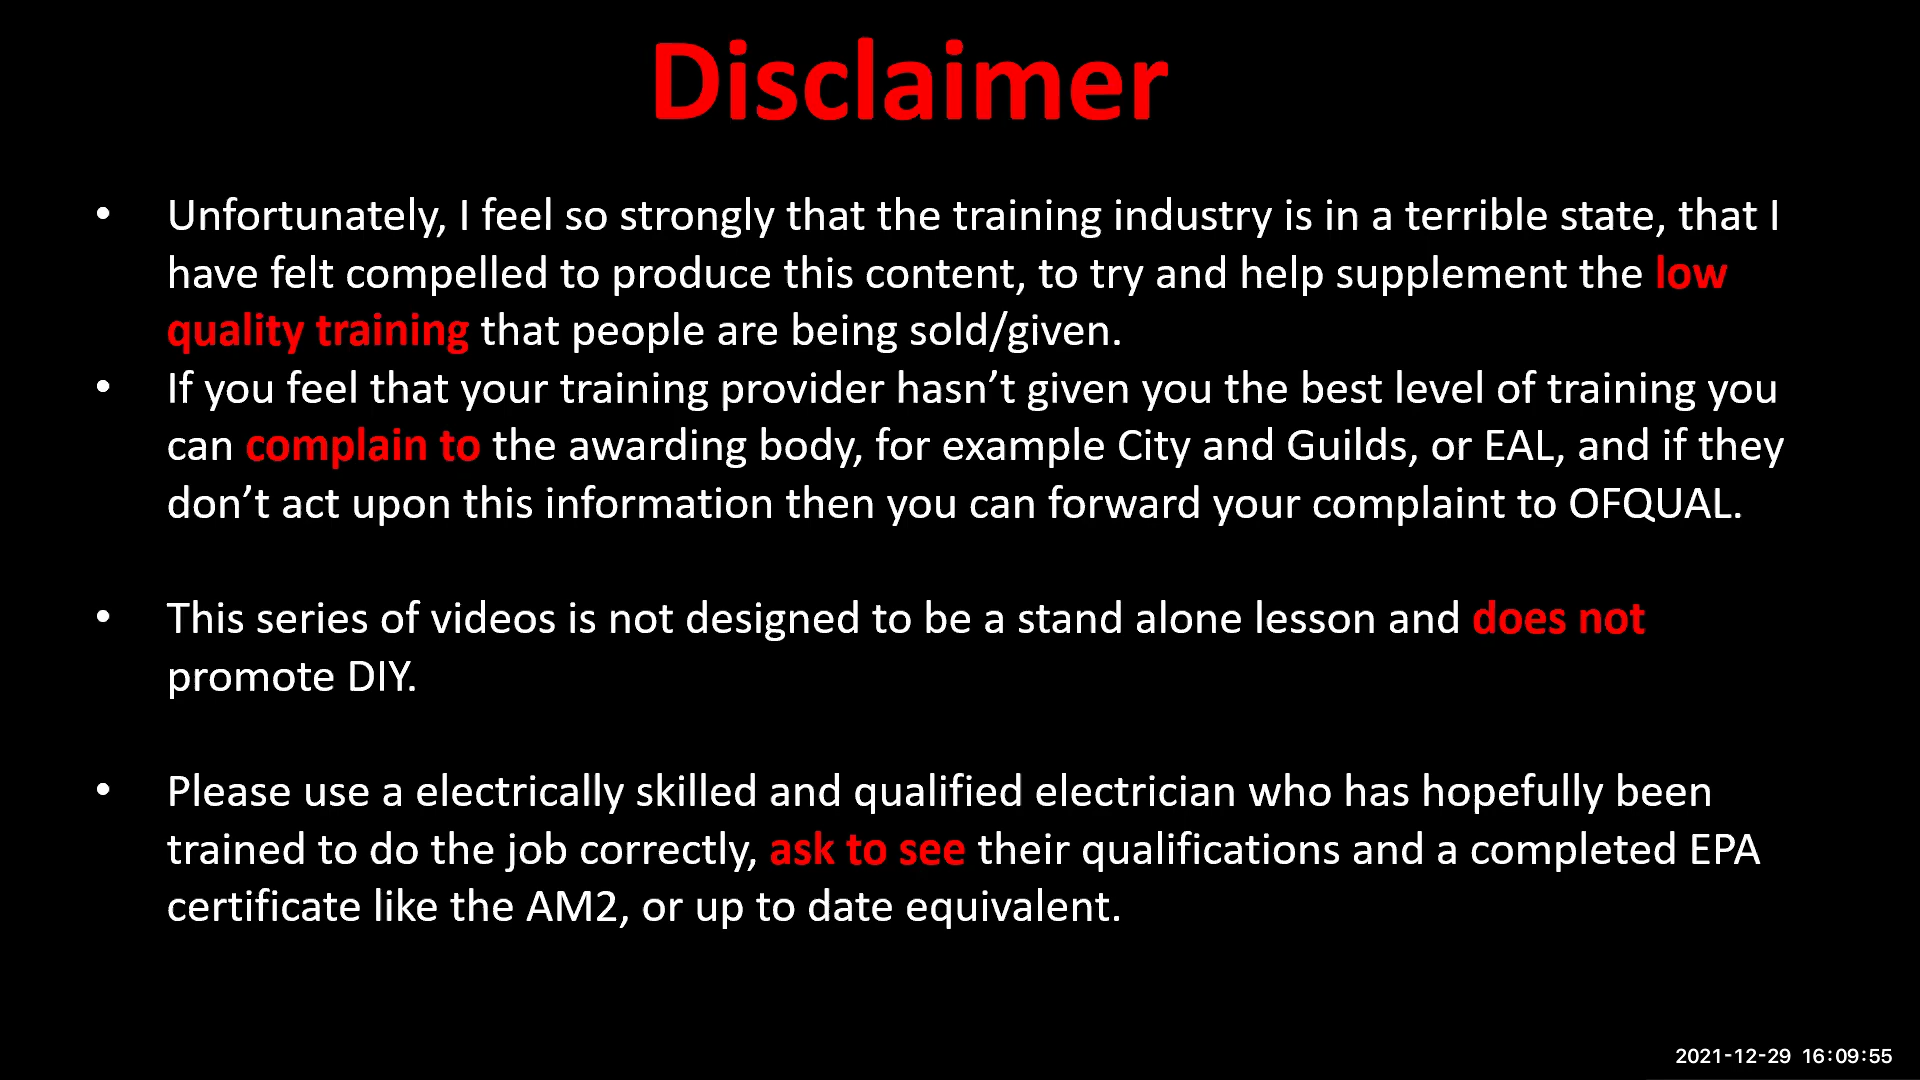 Disclaimer
• Unfortunately, I feel so strongly that the training industry is in a terrible state, that I
have felt compelled to produce this content, to try and help supplement the low
quality training that people are being sold/given.
• If you feel that your training provider hasn’t given you the best level of training you
can complain to the awarding body, for example City and Guilds, or EAL, and if they
don’t act upon this information then you can forward your complaint to OFQUAL.
• This series of videos is not designed to be a stand alone lesson and does not
promote DIY.
• Please use a electrically skilled and qualified electrician who has hopefully been
trained to do the job correctly, ask to see their qualifications and a completed EPA
certificate like the AM2, or up to date equivalent.
2021-12-29 16:09:55